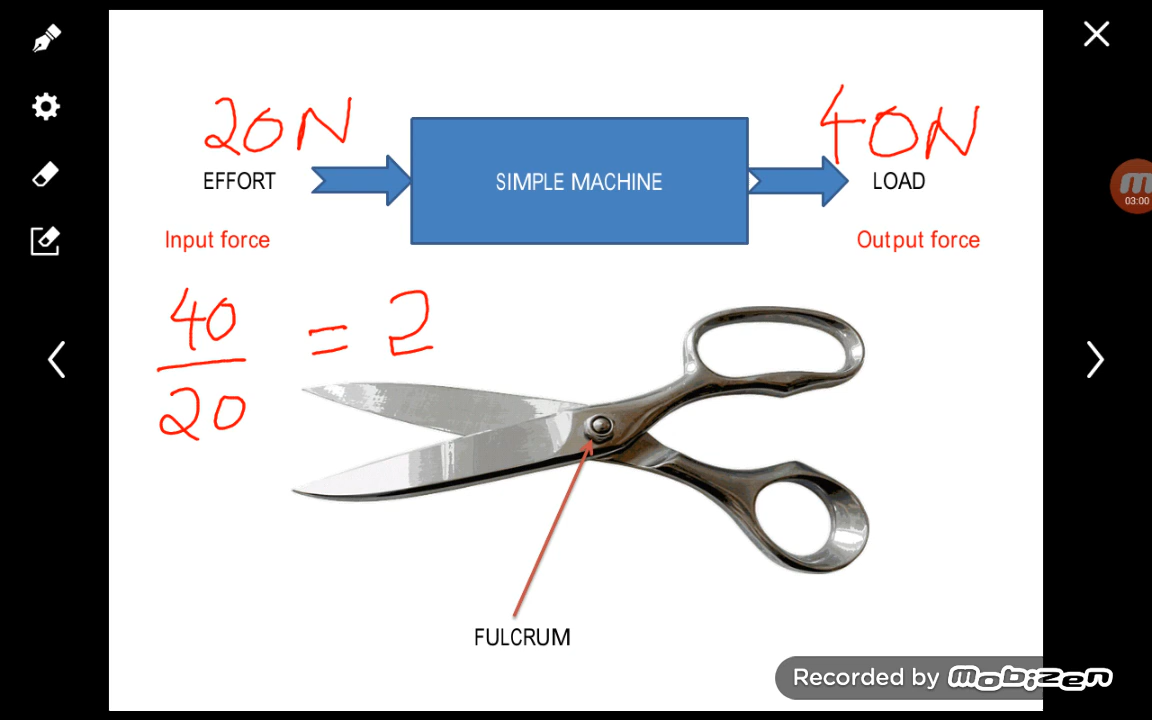 20N
40N
EFFORT
SIMPLE MACHINE
LOAD
Input force
Output force
40
20
= 2
FULCRUM
03:00
Recorded by mobizen